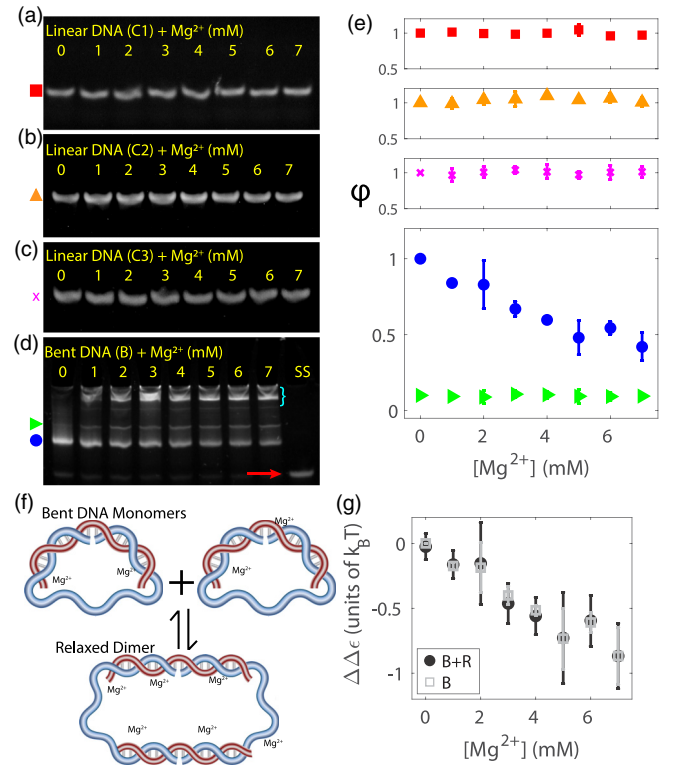 (a)
Linear DNA (C1) + Mg²⁺ (mM)
0 1 2 3 4 5 6 7
(b)
Linear DNA (C2) + Mg²⁺ (mM)
0 1 2 3 4 5 6 7
(c)
Linear DNA (C3) + Mg²⁺ (mM)
0 1 2 3 4 5 6 7
x
(d)
Bent DNA (B) + Mg²⁺ (mM)
0 1 2 3 4 5 6 7 SS
(e)
1
0.5
1
0.5
1
0.5
φ
1
0.5
0
0 2 4 6
[Mg²⁺] (mM)
(f)
Bent DNA Monomers
Mg²⁺
Mg²⁺ Mg²⁺
+
Relaxed Dimer
Mg²⁺ Mg²⁺ Mg²⁺
Mg²⁺ Mg²⁺ Mg²⁺
(g)
ΔΔϵ (units of k_BT)
0
-0.5
-1
B+R
B
0 2 4 6
[Mg²⁺] (mM)